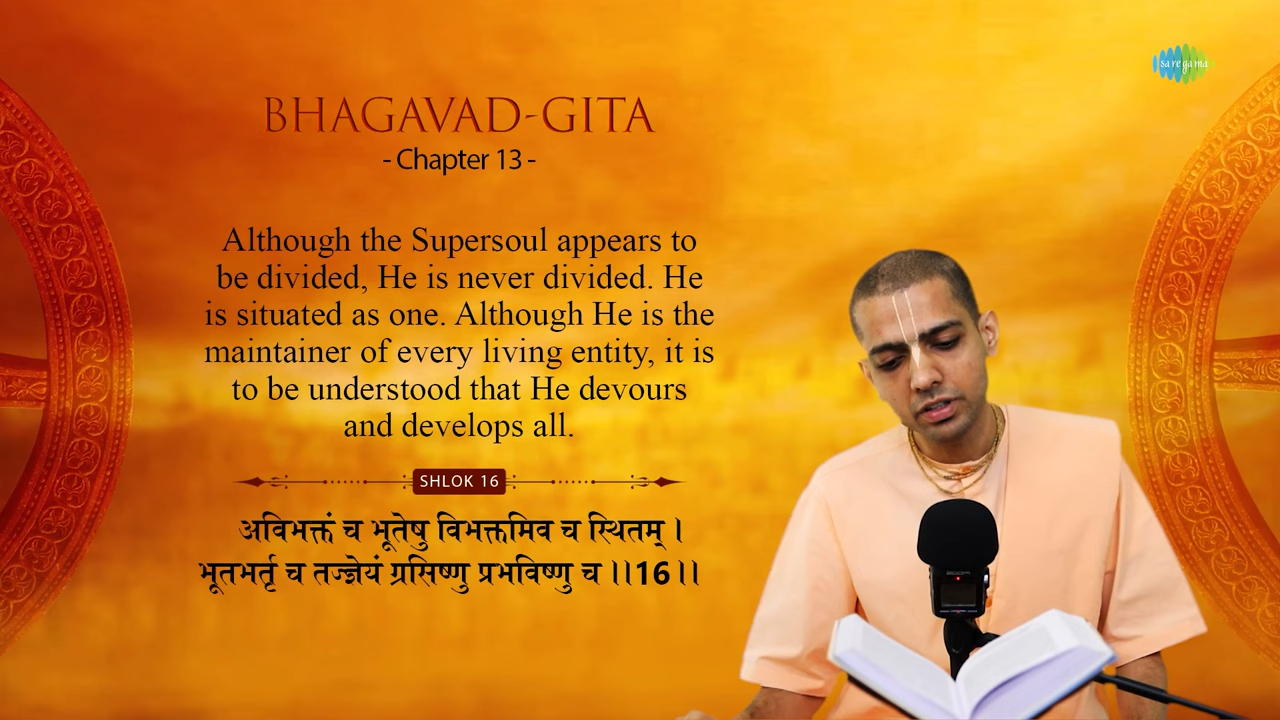 saregama
BHAGAVAD-GITA
- Chapter 13 -
Although the Supersoul appears to
be divided, He is never divided. He
is situated as one. Although He is the
maintainer of every living entity, it is
to be understood that He devours
and develops all.
SHLOK 16
अविभक्तं च भूतेषु विभक्तमिव च स्थितम् ।
भूतभर्तृ च तज्ज्ञेयं ग्रसिष्णु प्रभविष्णु च ।।16।।